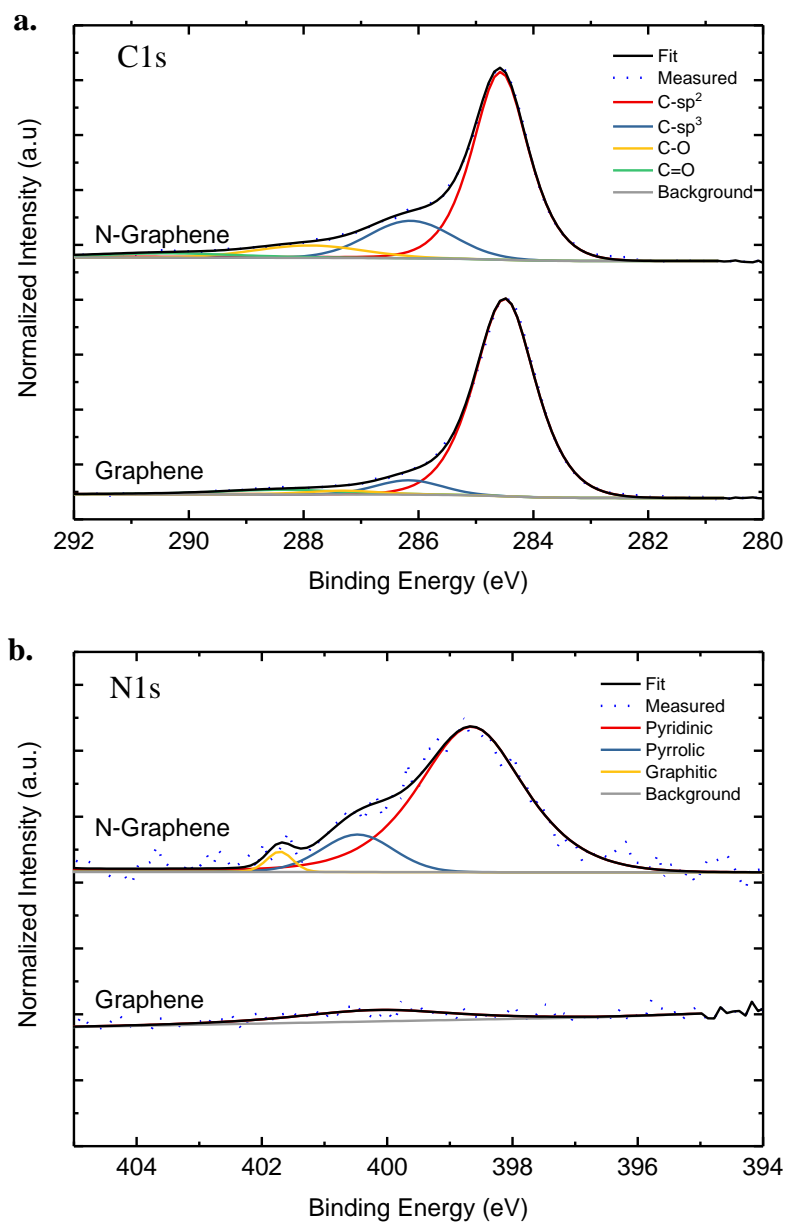 a.
C1s
Fit
Measured
C-sp²
C-sp³
C-O
C=O
Background
N-Graphene
Graphene
Normalized Intensity (a.u)
292 290 288 286 284 282 280
Binding Energy (eV)
b.
N1s
Fit
Measured
Pyridinic
Pyrrolic
Graphitic
Background
N-Graphene
Graphene
Normalized Intensity (a.u.)
404 402 400 398 396 394
Binding Energy (eV)